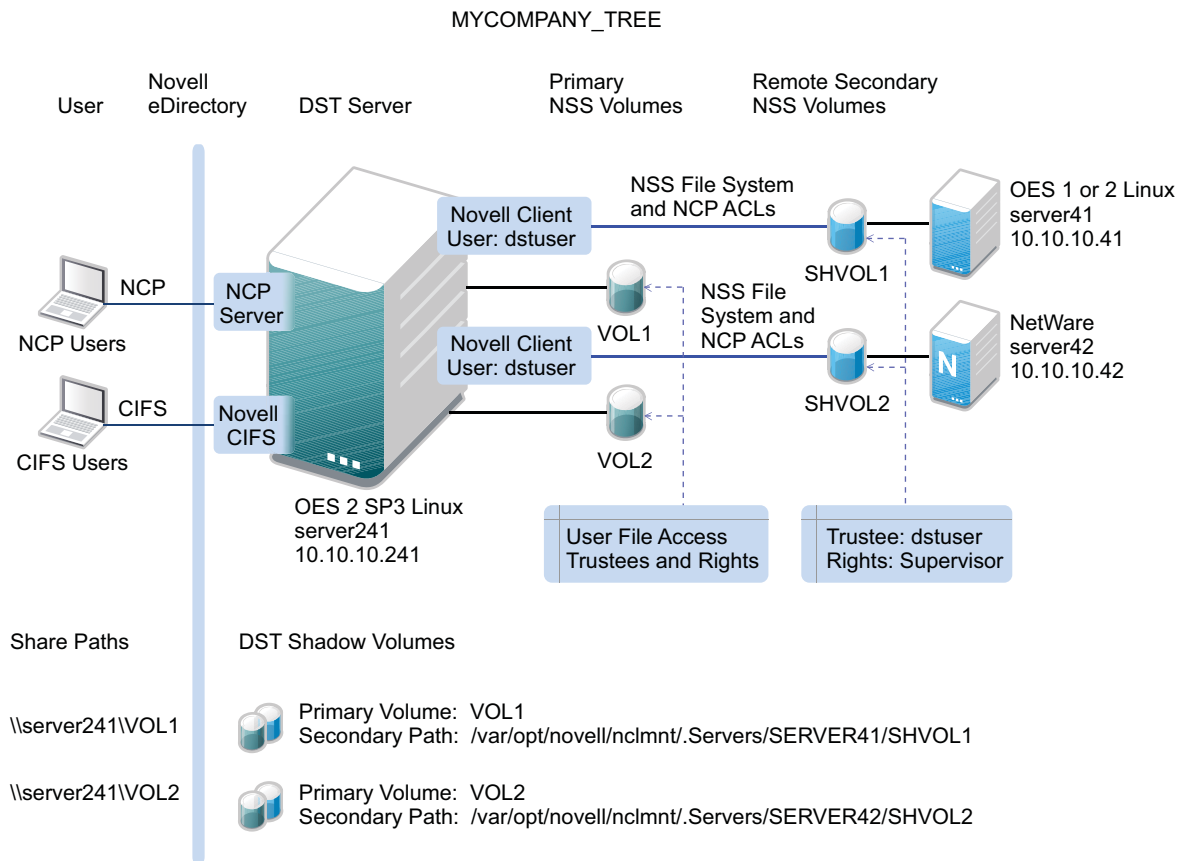 MYCOMPANY_TREE
User
Novell
eDirectory
DST Server
Primary
NSS Volumes
Remote Secondary
NSS Volumes
Novell Client
User: dstuser
NSS File System
and NCP ACLs
SHVOL1
OES 1 or 2 Linux
server41
10.10.10.41
NCP
NCP Users
NCP
Server
VOL1
Novell Client
User: dstuser
NSS File
System and
NCP ACLs
SHVOL2
N
NetWare
server42
10.10.10.42
CIFS
CIFS Users
Novell
CIFS
VOL2
OES 2 SP3 Linux
server241
10.10.10.241
User File Access
Trustees and Rights
Trustee: dstuser
Rights: Supervisor
Share Paths
DST Shadow Volumes
\\server241\VOL1
Primary Volume: VOL1
Secondary Path: /var/opt/novell/nclmnt/.Servers/SERVER41/SHVOL1
\\server241\VOL2
Primary Volume: VOL2
Secondary Path: /var/opt/novell/nclmnt/.Servers/SERVER42/SHVOL2